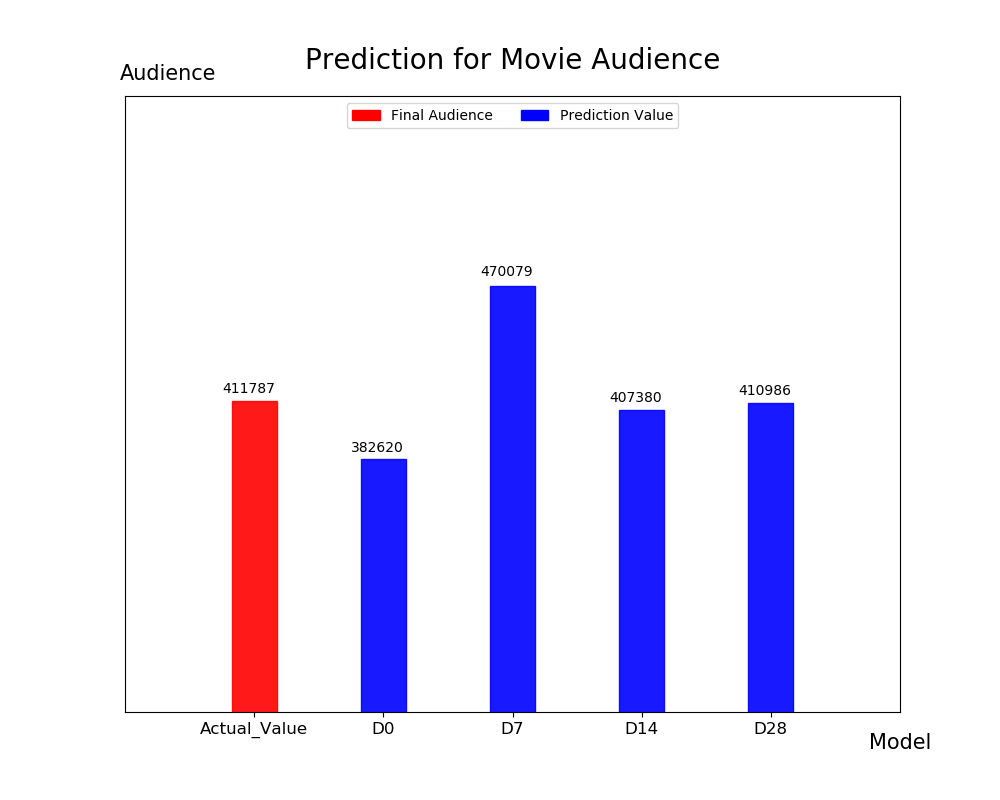 Prediction for Movie Audience
Audience
Final Audience Prediction Value
470079
411787
410986
407380
382620
Actual_Value D0 D7 D14 D28
Model